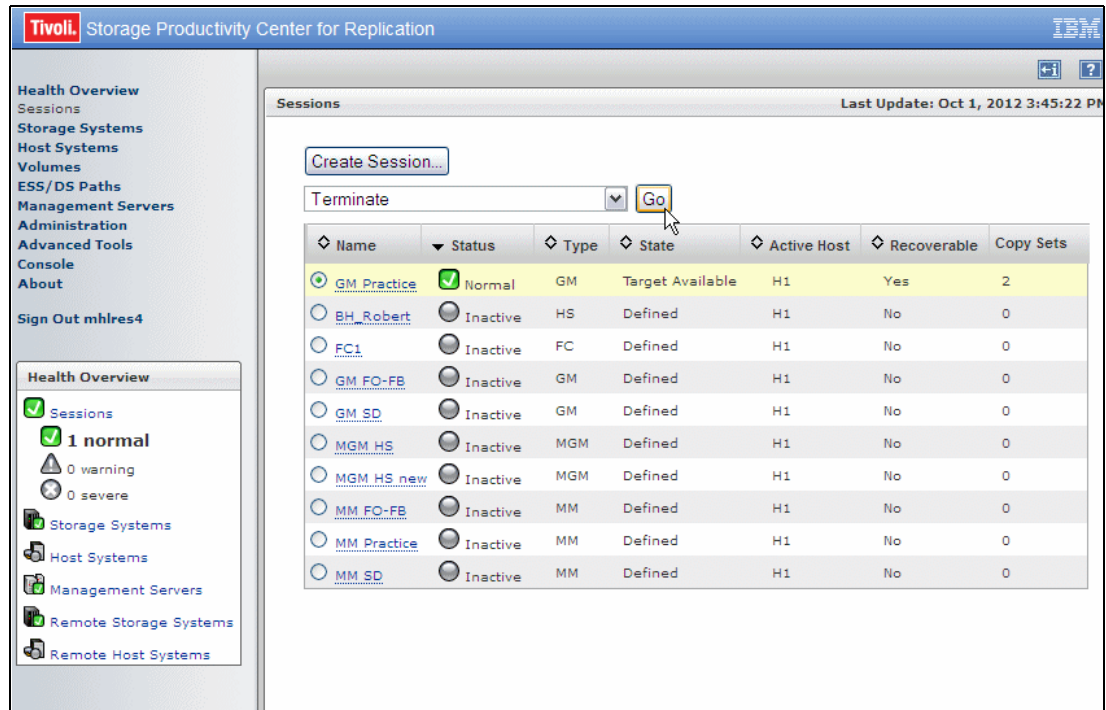 Tivoli. Storage Productivity Center for Replication IBM
Health Overview
Sessions
Storage Systems
Host Systems
Volumes
ESS/DS Paths
Management Servers
Administration
Advanced Tools
Console
About
Sign Out mhlres4
Health Overview
Sessions
1 normal
0 warning
0 severe
Storage Systems
Host Systems
Management Servers
Remote Storage Systems
Remote Host Systems
i ?
Sessions Last Update: Oct 1, 2012 3:45:22 PM
Create Session...
Terminate Go
Name Status Type State Active Host Recoverable Copy Sets
GM Practice Normal GM Target Available H1 Yes 2
BH_Robert Inactive HS Defined H1 No 0
FC1 Inactive FC Defined H1 No 0
GM FO-FB Inactive GM Defined H1 No 0
GM SD Inactive GM Defined H1 No 0
MGM HS Inactive MGM Defined H1 No 0
MGM HS new Inactive MGM Defined H1 No 0
MM FO-FB Inactive MM Defined H1 No 0
MM Practice Inactive MM Defined H1 No 0
MM SD Inactive MM Defined H1 No 0